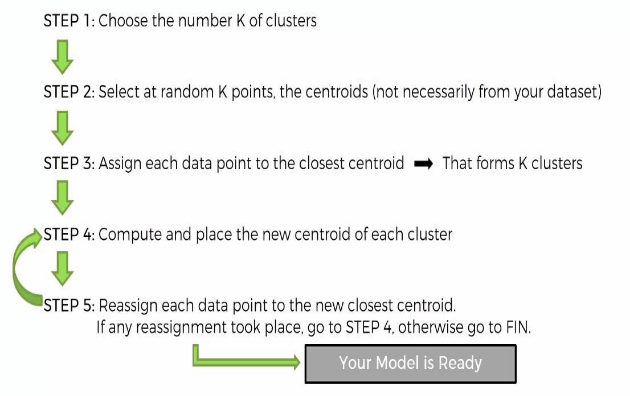 STEP 1: Choose the number K of clusters
STEP 2: Select at random K points, the centroids (not necessarily from your dataset)
STEP 3: Assign each data point to the closest centroid ➡ That forms K clusters
STEP 4: Compute and place the new centroid of each cluster
STEP 5: Reassign each data point to the new closest centroid.
If any reassignment took place, go to STEP 4, otherwise go to FIN.
Your Model is Ready